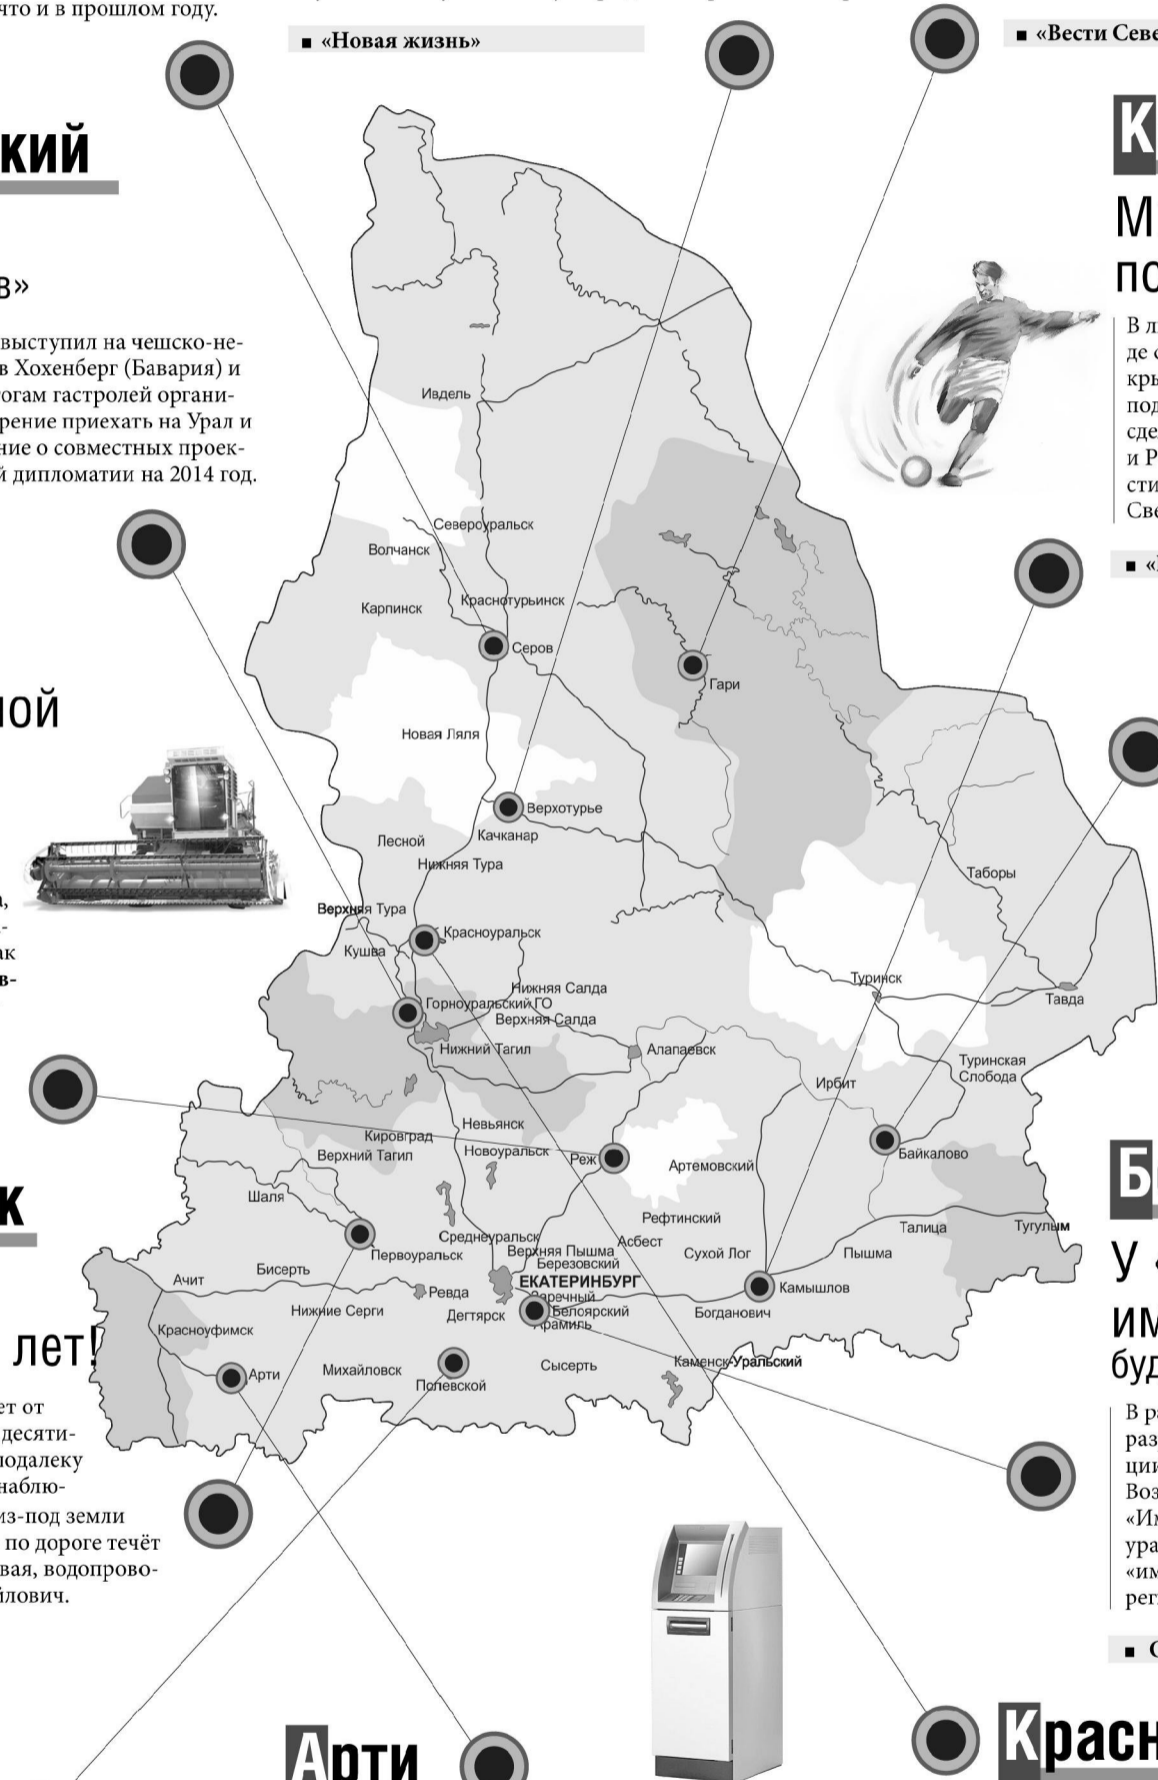 что и в прошлом году.
■ «Новая жизнь»
■ «Вести Севе
кий
в»
выступил на чешско-не-
в Хохенберг (Бавария) и
тогам гастролей органи-
рение приехать на Урал и
ние о совместных проек-
й дипломатии на 2014 год.
К
М
по
В л
де
кры
под
сде
и Р
сти
Све
■ «
Ивдель
Североуральск
Волчанск
Краснотурьинск
Карпинск
Серов
Гари
ой
Новая Ляля
Верхотурье
Качканар
Лесной
Нижняя Тура
Таборы
а,
-
ак
в-
Верхняя Тура
Красноуральск
Кушва
Туринск
Нижняя Салда
Тавда
Горноуральский ГО
Верхняя Салда
Нижний Тагил
Алапаевск
Туринская
Слобода
Ирбит
Невьянск
Кировград
Новоуральск
Верхний Тагил
Реж
Байкалово
Артемовский
к
Шаля
Рефтинский
Талица
Тугулым
Среднеуральск
Асбест
Первоуральск
Верхняя Пышма
Сухой Лог
Пышма
Березовский
Бисерть
Ачит
ЕКАТЕРИНБУРГ
Камышлов
Ревда
Заречный
Нижние Серги
Дегтярск
Белоярский
Богданович
Арамиль
Красноуфимск
лет!
Арти
Михайловск
Полевской
Сысерть
Каменск-Уральский
ет от
десяти-
подалеку
наблю-
из-под земли
по дороге течёт
вая, водопрово-
йлович.
Б
У «
им
буд
В р
раз
ции
Воз
«Им
ура
«им
рег
■ С
Арти
Красн